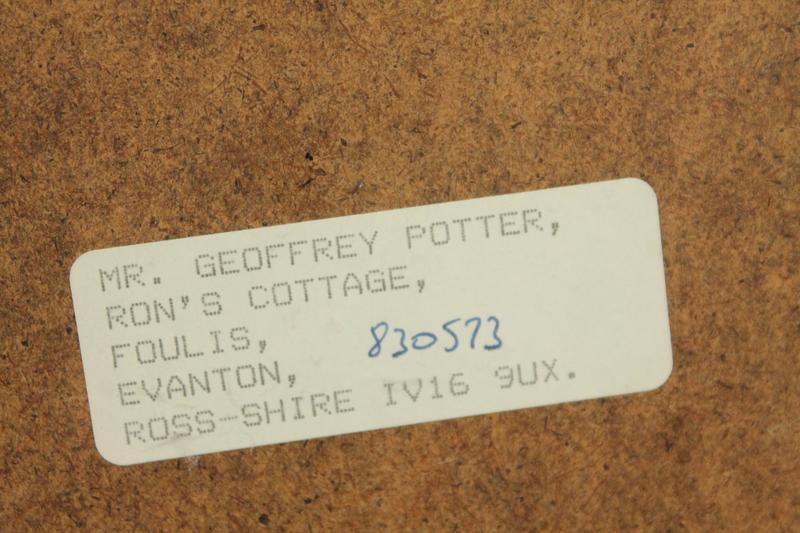 MR. GEOFFREY POTTER,
RON'S COTTAGE,
FOULIS,
830573
EVANTON,
ROSS-SHIRE IV16 9UX.